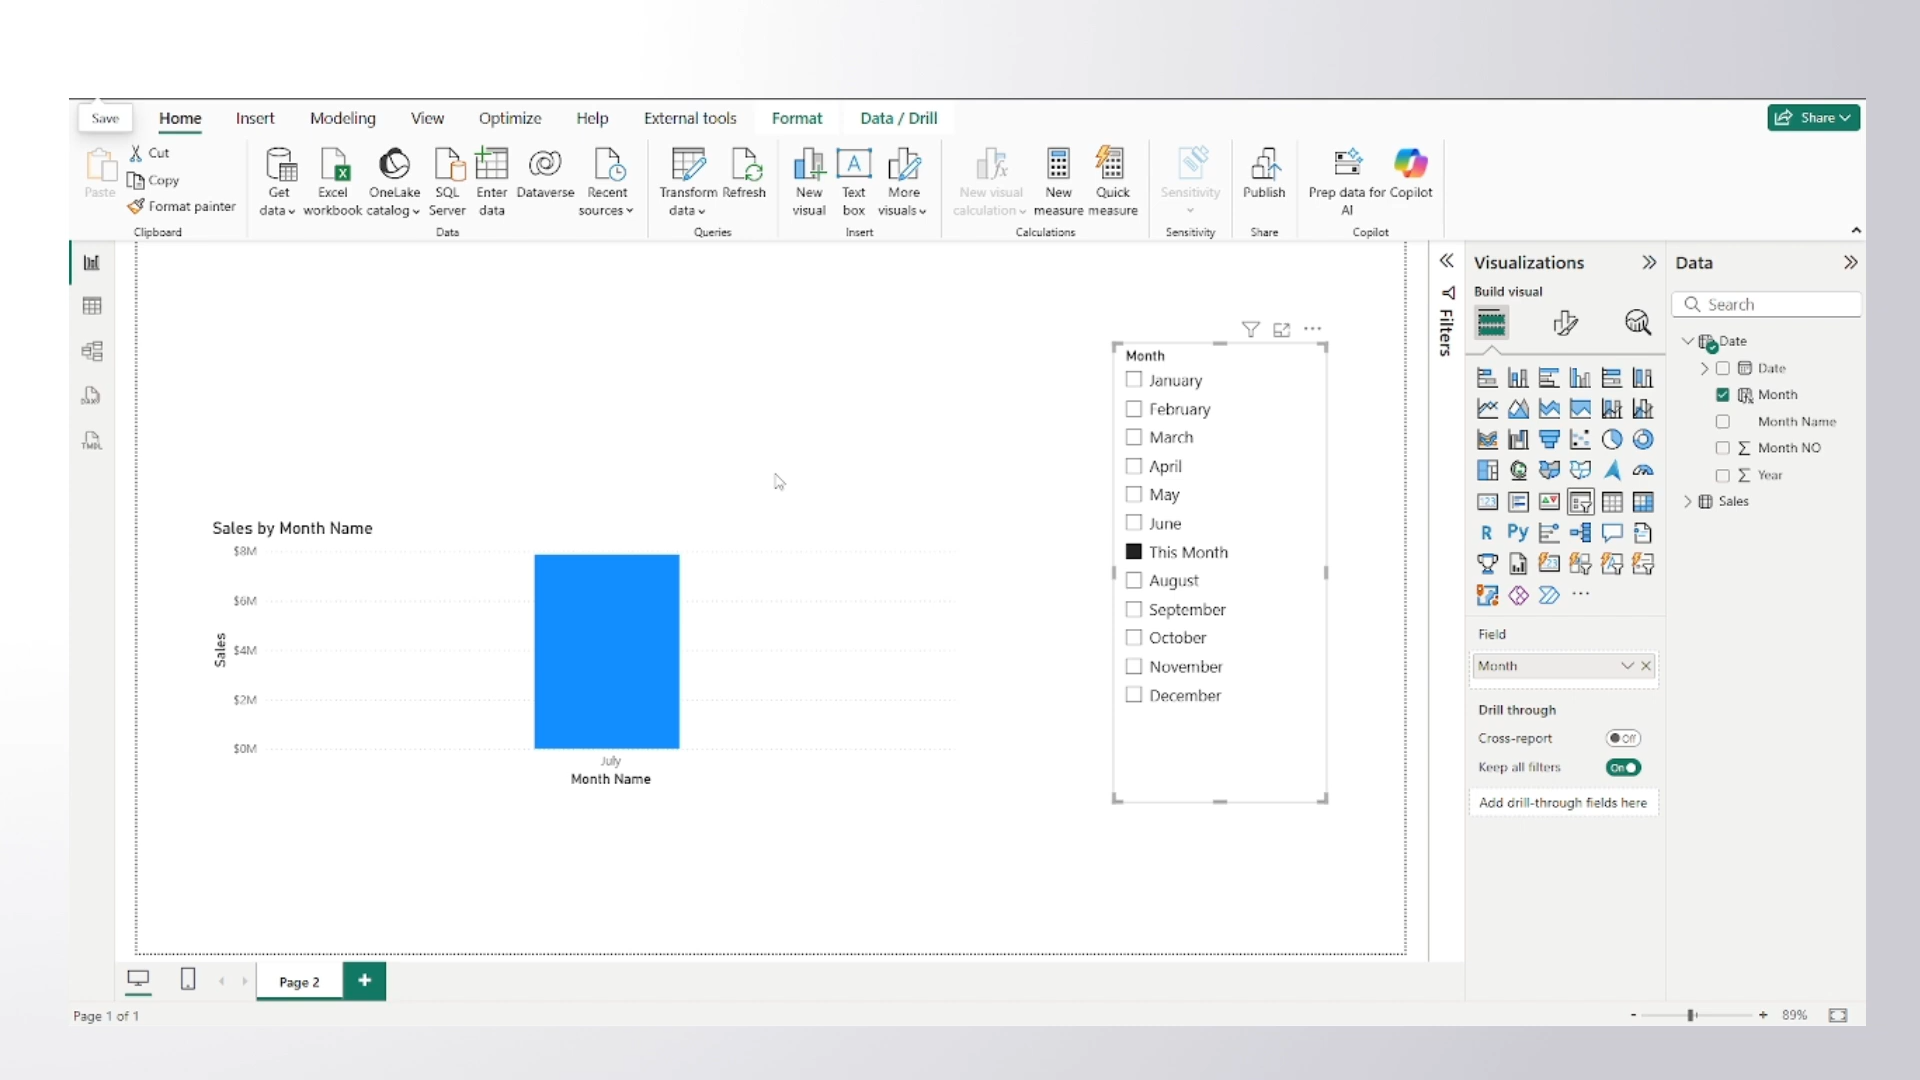 Save
Home
Insert
Modeling
View
Optimize
Help
External tools
Format
Data / Drill
Share
Paste
Cut
Copy
Format painter
Clipboard
Get data
Excel workbook
OneLake catalog
SQL Server
Enter data
Dataverse
Recent sources
Data
Transform data
Refresh
Queries
New visual
Text box
More visuals
Insert
New visual calculation
New measure
Quick measure
Calculations
Sensitivity
Sensitivity
Publish
Share
Prep data for AI
Copilot
Copilot
Sales by Month Name
$8M
$6M
$4M
$2M
$0M
Sales
July
Month Name
Month
January
February
March
April
May
June
This Month
August
September
October
November
December
Filters
Visualizations
Build visual
R
Py
Field
Month
Drill through
Cross-report
Off
Keep all filters
On
Add drill-through fields here
Data
Search
Date
Date
Month
Month Name
Month NO
Year
Sales
Page 2
Page 1 of 1
89%